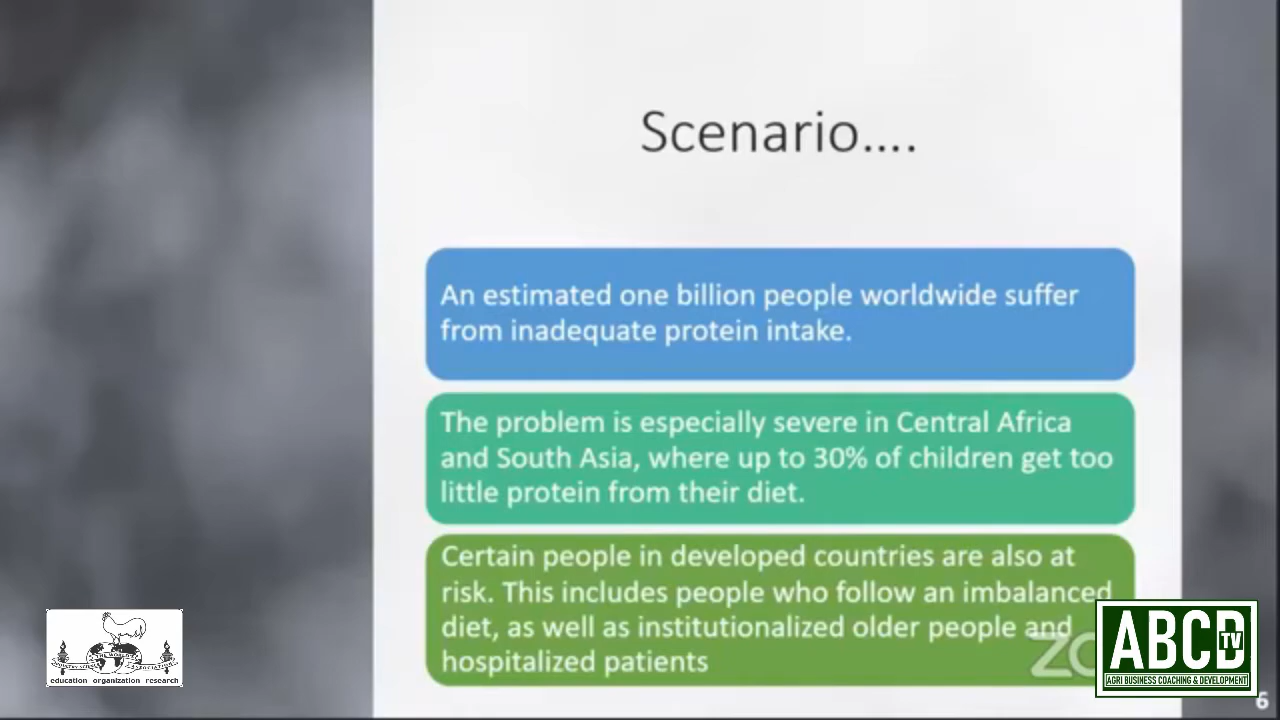 Scenario....
An estimated one billion people worldwide suffer
from inadequate protein intake.
The problem is especially severe in Central Africa
and South Asia, where up to 30% of children get too
little protein from their diet.
Certain people in developed countries are also at
risk. This includes people who follow an imbalanced
diet, as well as institutionalized older people and
hospitalized patients
education organization research
ABCD TV
AGRI BUSINESS COACHING & DEVELOPMENT
6